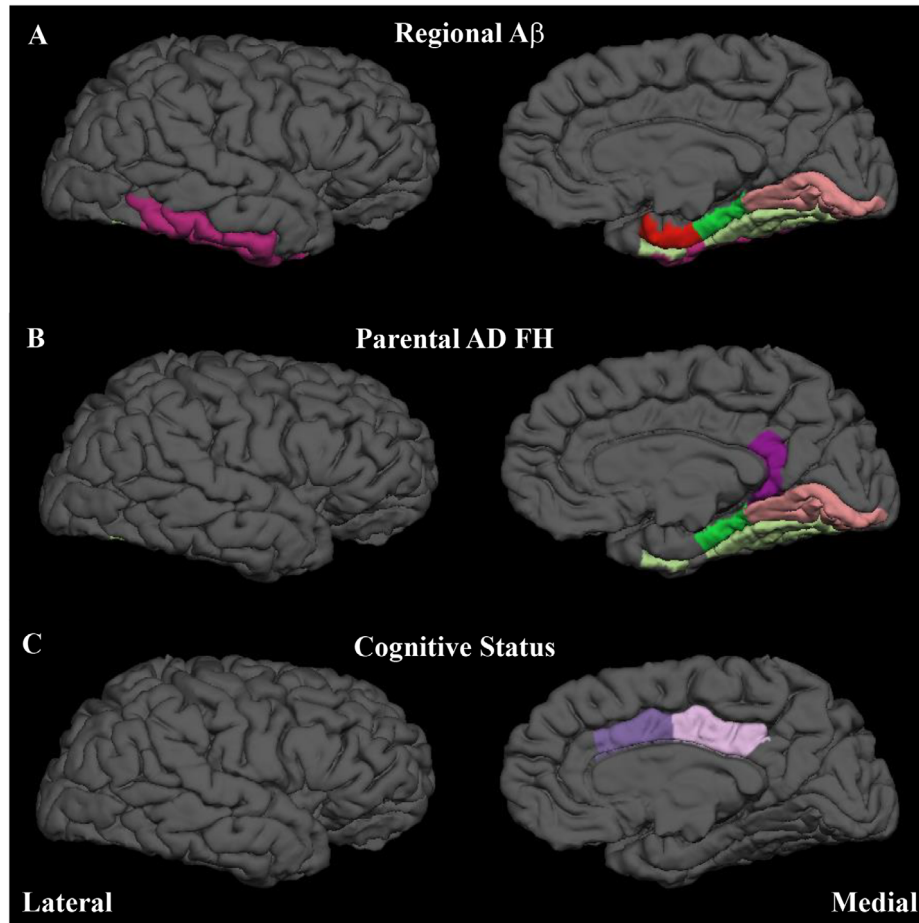 A
Regional Aβ
B
Parental AD FH
C
Cognitive Status
Lateral
Medial